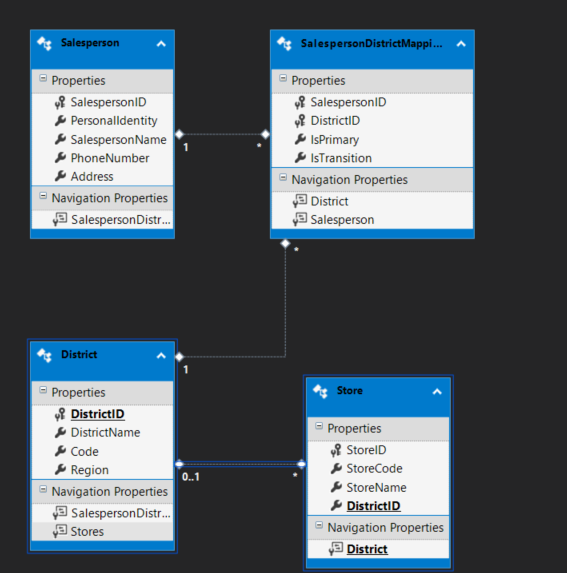 Salesperson
Properties
SalespersonID
PersonalIdentity
SalespersonName
PhoneNumber
Address
Navigation Properties
SalespersonDistr...
1
*
SalespersonDistrictMappi...
Properties
SalespersonID
DistrictID
IsPrimary
IsTransition
Navigation Properties
District
Salesperson
*
1
District
Properties
DistrictID
DistrictName
Code
Region
Navigation Properties
SalespersonDistr...
Stores
0..1
*
Store
Properties
StoreID
StoreCode
StoreName
DistrictID
Navigation Properties
District